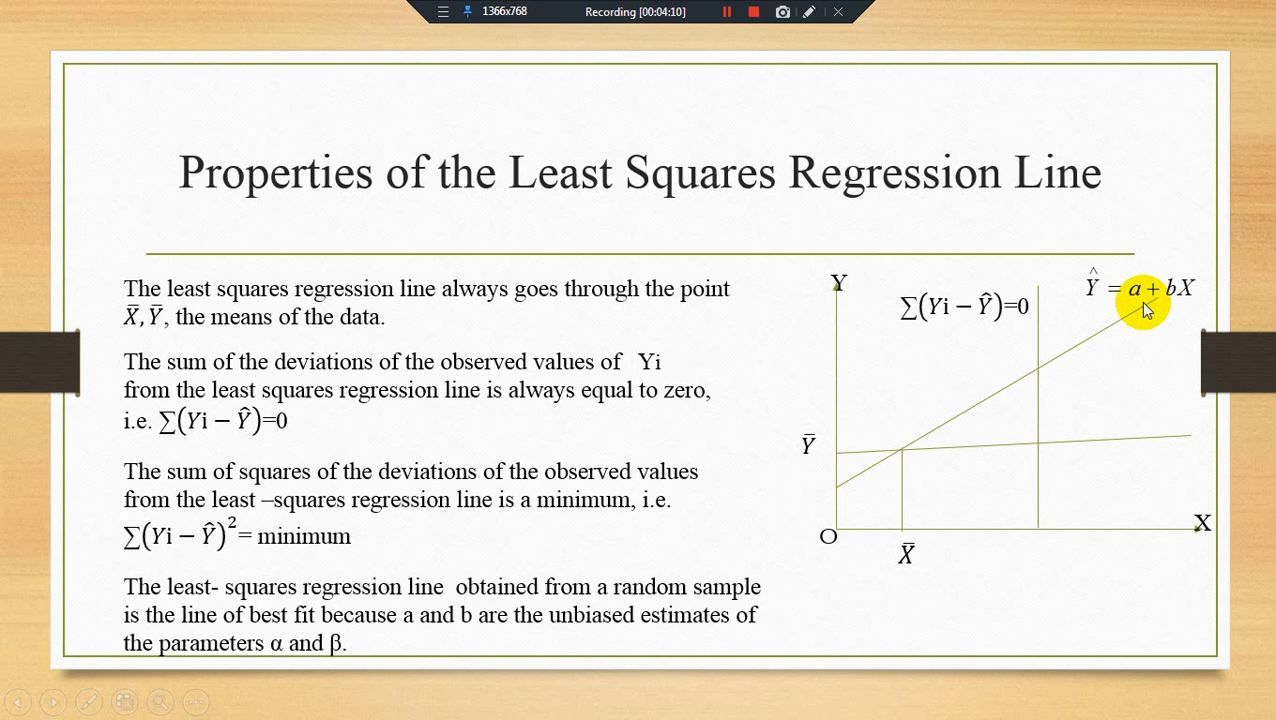 1366x768
Recording [00:04:10]
Properties of the Least Squares Regression Line
The least squares regression line always goes through the point
X̄, Ȳ, the means of the data.
The sum of the deviations of the observed values of Yi
from the least squares regression line is always equal to zero,
i.e. ∑(Yi − Ŷ)=0
The sum of squares of the deviations of the observed values
from the least –squares regression line is a minimum, i.e.
∑(Yi − Ŷ)²= minimum
The least- squares regression line obtained from a random sample
is the line of best fit because a and b are the unbiased estimates of
the parameters α and β.
Y
∑(Yi − Ŷ)=0
Ŷ = a + bX
Ȳ
O
X
X̄